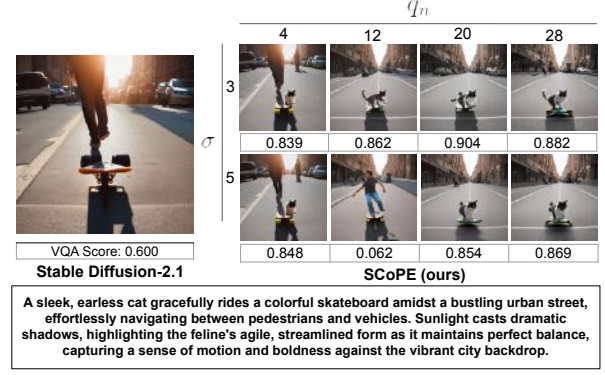 qn
4 12 20 28
3
0.839 0.862 0.904 0.882
σ
5
0.848 0.062 0.854 0.869
VQA Score: 0.600
Stable Diffusion-2.1
SCoPE (ours)
A sleek, earless cat gracefully rides a colorful skateboard amidst a bustling urban street,
effortlessly navigating between pedestrians and vehicles. Sunlight casts dramatic
shadows, highlighting the feline's agile, streamlined form as it maintains perfect balance,
capturing a sense of motion and boldness against the vibrant city backdrop.